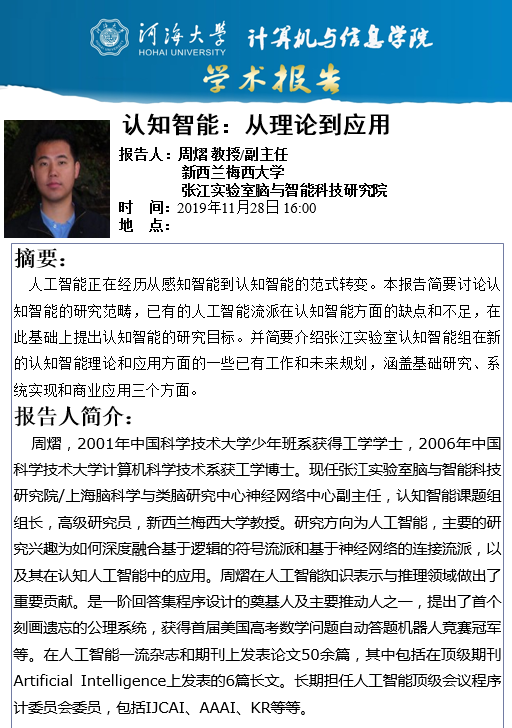 河海大学 计算机与信息学院
HOHAI UNIVERSITY
学术报告
认知智能：从理论到应用
报告人：周熠 教授/副主任
新西兰梅西大学
张江实验室脑与智能科技研究院
时 间：2019年11月28日 16:00
地 点：
摘要：
人工智能正在经历从感知智能到认知智能的范式转变。本报告简要讨论认
知智能的研究范畴，已有的人工智能流派在认知智能方面的缺点和不足，在
此基础上提出认知智能的研究目标。并简要介绍张江实验室认知智能组在新
的认知智能理论和应用方面的一些已有工作和未来规划，涵盖基础研究、系
统实现和商业应用三个方面。
报告人简介：
周熠，2001年中国科学技术大学少年班系获得工学学士，2006年中国
科学技术大学计算机科学技术系获工学博士。现任张江实验室脑与智能科技
研究院/上海脑科学与类脑研究中心神经网络中心副主任，认知智能课题组
组长，高级研究员，新西兰梅西大学教授。研究方向为人工智能，主要的研
究兴趣为如何深度融合基于逻辑的符号流派和基于神经网络的连接流派，以
及其在认知人工智能中的应用。周熠在人工智能知识表示与推理领域做出了
重要贡献。是一阶回答集程序设计的奠基人及主要推动人之一，提出了首个
刻画遗忘的公理系统，获得首届美国高考数学问题自动答题机器人竞赛冠军
等。在人工智能一流杂志和期刊上发表论文50余篇，其中包括在顶级期刊
Artificial Intelligence上发表的6篇长文。长期担任人工智能顶级会议程序
计委员会委员，包括IJCAI、AAAI、KR等等。